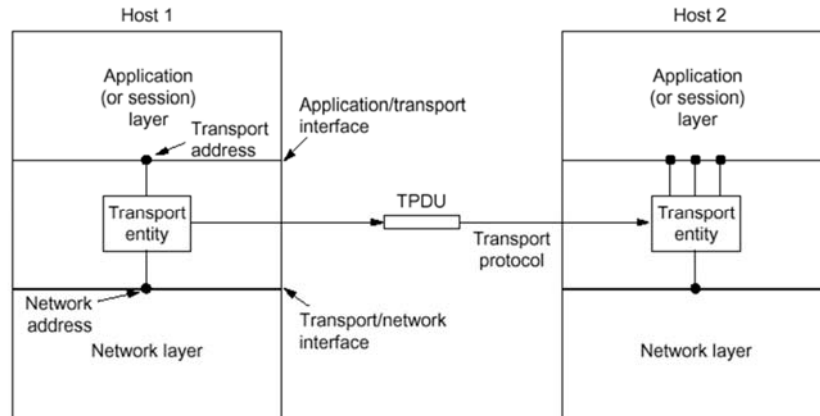 Host 1
Host 2
Application
(or session)
layer
Transport
address
Application/transport
interface
Application
(or session)
layer
Transport
entity
TPDU
Transport
protocol
Transport
entity
Network
address
Transport/network
interface
Network layer
Network layer